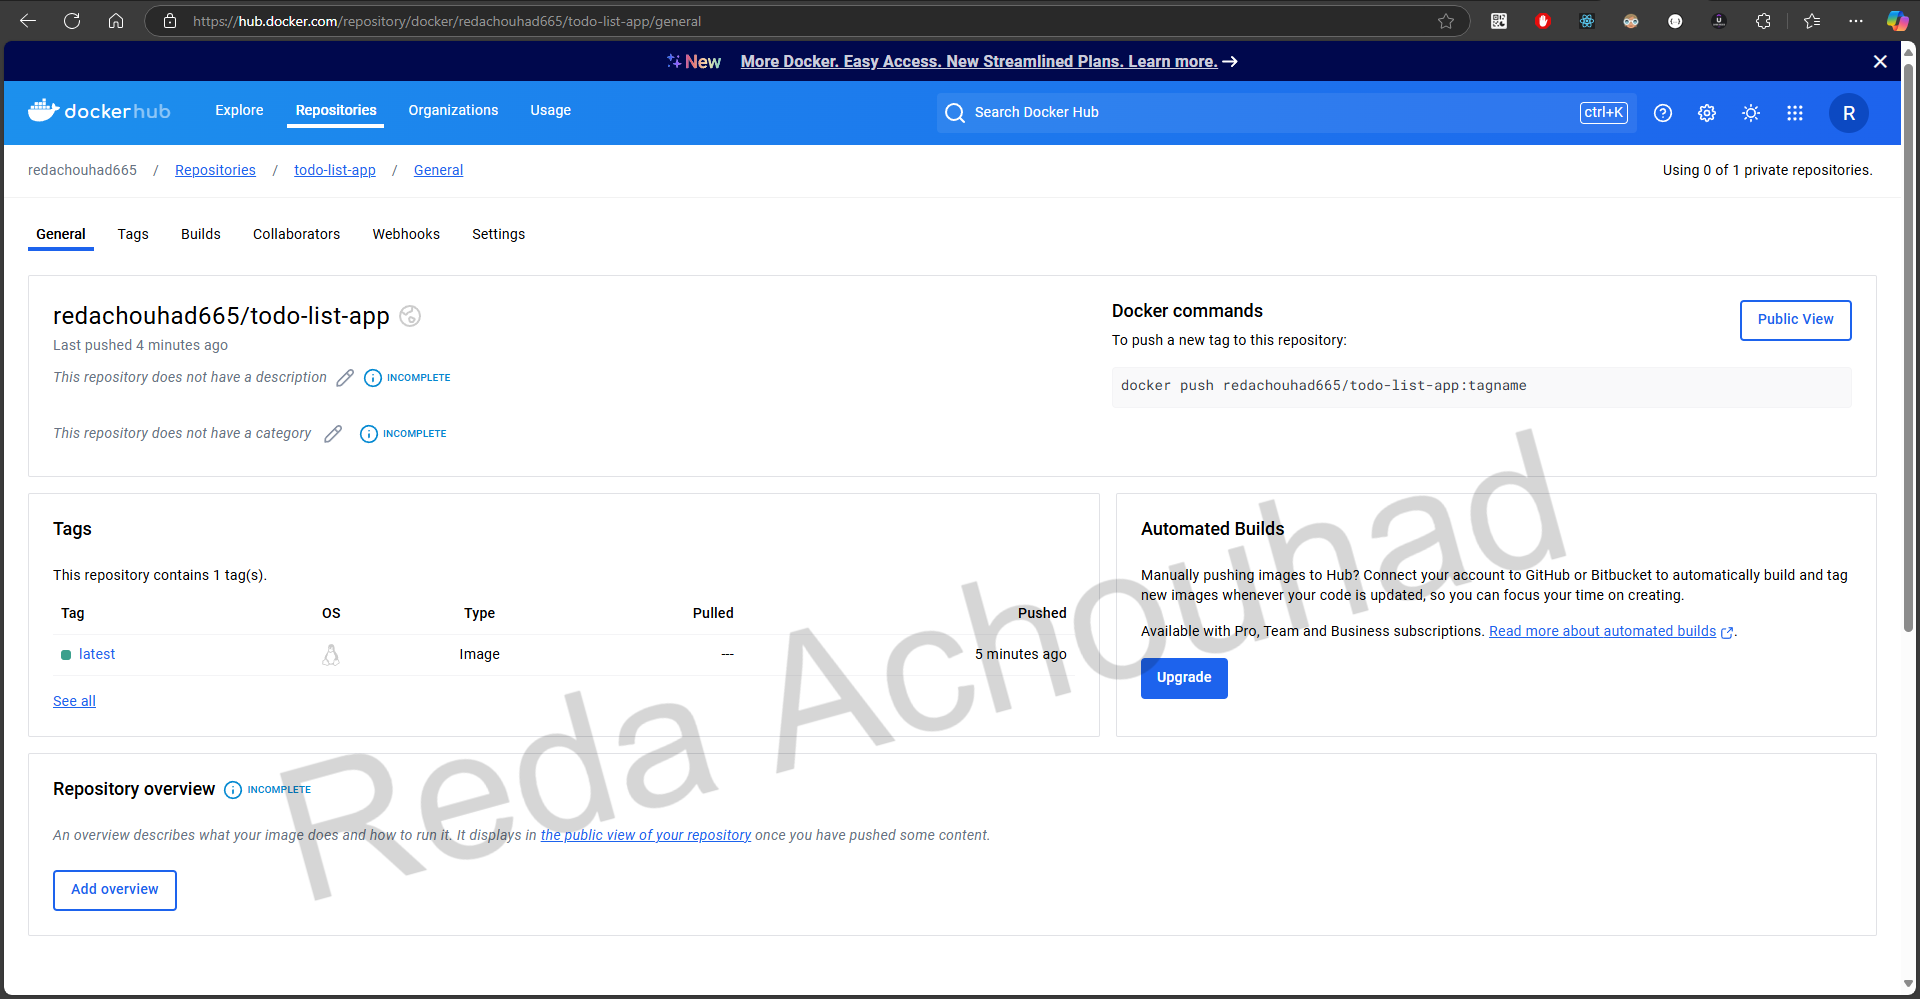 https://hub.docker.com/repository/docker/redachouhad665/todo-list-app/general
New More Docker. Easy Access. New Streamlined Plans. Learn more. →
dockerhub Explore Repositories Organizations Usage Search Docker Hub ctrl+K R
redachouhad665 / Repositories / todo-list-app / General Using 0 of 1 private repositories.
General Tags Builds Collaborators Webhooks Settings
redachouhad665/todo-list-app
Last pushed 4 minutes ago
This repository does not have a description INCOMPLETE
This repository does not have a category INCOMPLETE
Docker commands
Public View
To push a new tag to this repository:
docker push redachouhad665/todo-list-app:tagname
Tags
This repository contains 1 tag(s).
Tag OS Type Pulled Pushed
latest Image --- 5 minutes ago
See all
Automated Builds
Manually pushing images to Hub? Connect your account to GitHub or Bitbucket to automatically build and tag
new images whenever your code is updated, so you can focus your time on creating.
Available with Pro, Team and Business subscriptions. Read more about automated builds.
Upgrade
Repository overview INCOMPLETE
An overview describes what your image does and how to run it. It displays in the public view of your repository once you have pushed some content.
Add overview
Reda Achouhad